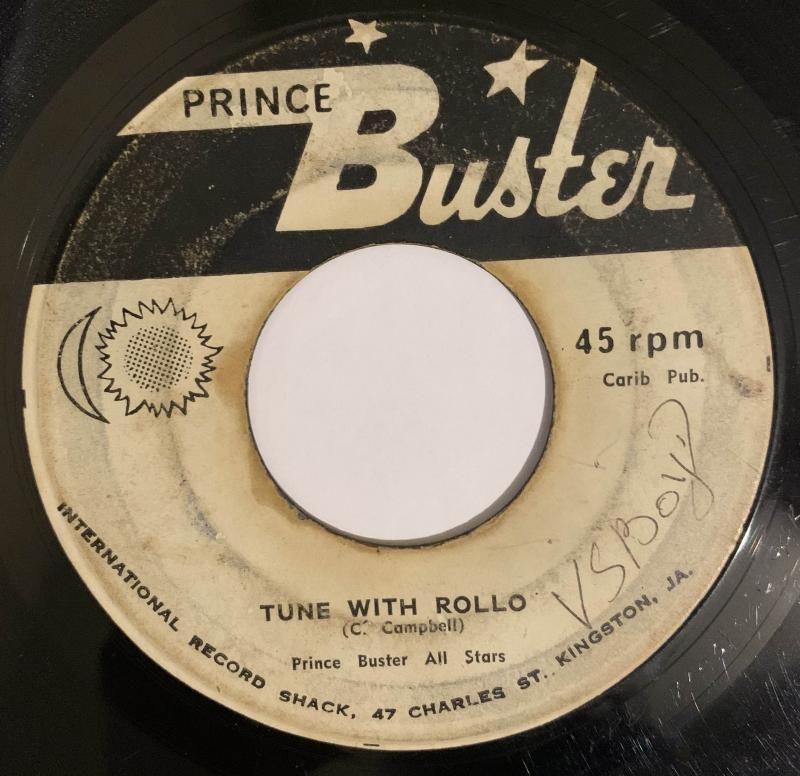 PRINCE
Buster
45 rpm
Carib Pub.
VSBoyd
TUNE WITH ROLLO
(C. Campbell)
Prince Buster All Stars
INTERNATIONAL RECORD SHACK, 47 CHARLES ST., KINGSTON, JA.